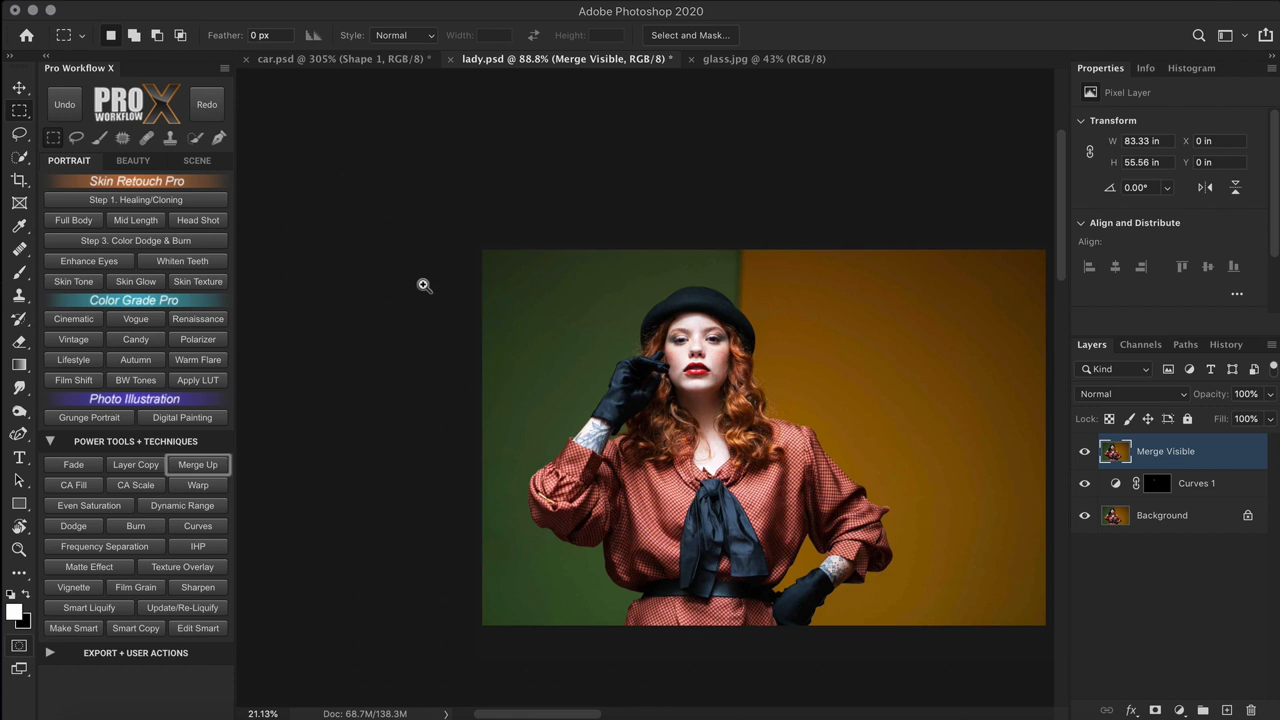 Adobe Photoshop 2020
Feather: 0 px Style: Normal Width: Height: Select and Mask...
Pro Workflow X
× car.psd @ 305% (Shape 1, RGB/8) * × lady.psd @ 88.8% (Merge Visible, RGB/8) * × glass.jpg @ 43% (RGB/8)
Undo PRO WORKFLOW X Redo
PORTRAIT BEAUTY SCENE
Skin Retouch Pro
Step 1. Healing/Cloning
Full Body Mid Length Head Shot
Step 3. Color Dodge & Burn
Enhance Eyes Whiten Teeth
Skin Tone Skin Glow Skin Texture
Color Grade Pro
Cinematic Vogue Renaissance
Vintage Candy Polarizer
Lifestyle Autumn Warm Flare
Film Shift BW Tones Apply LUT
Photo Illustration
Grunge Portrait Digital Painting
POWER TOOLS + TECHNIQUES
Fade Layer Copy Merge Up
CA Fill CA Scale Warp
Even Saturation Dynamic Range
Dodge Burn Curves
Frequency Separation IHP
Matte Effect Texture Overlay
Vignette Film Grain Sharpen
Smart Liquify Update/Re-Liquify
Make Smart Smart Copy Edit Smart
EXPORT + USER ACTIONS
21.13% Doc: 68.7M/138.3M
Properties Info Histogram
Pixel Layer
Transform
W 83.33 in X 0 in
H 55.56 in Y 0 in
0.00°
Align and Distribute
Align:
Layers Channels Paths History
Kind
Normal Opacity: 100%
Lock: Fill: 100%
Merge Visible
Curves 1
Background